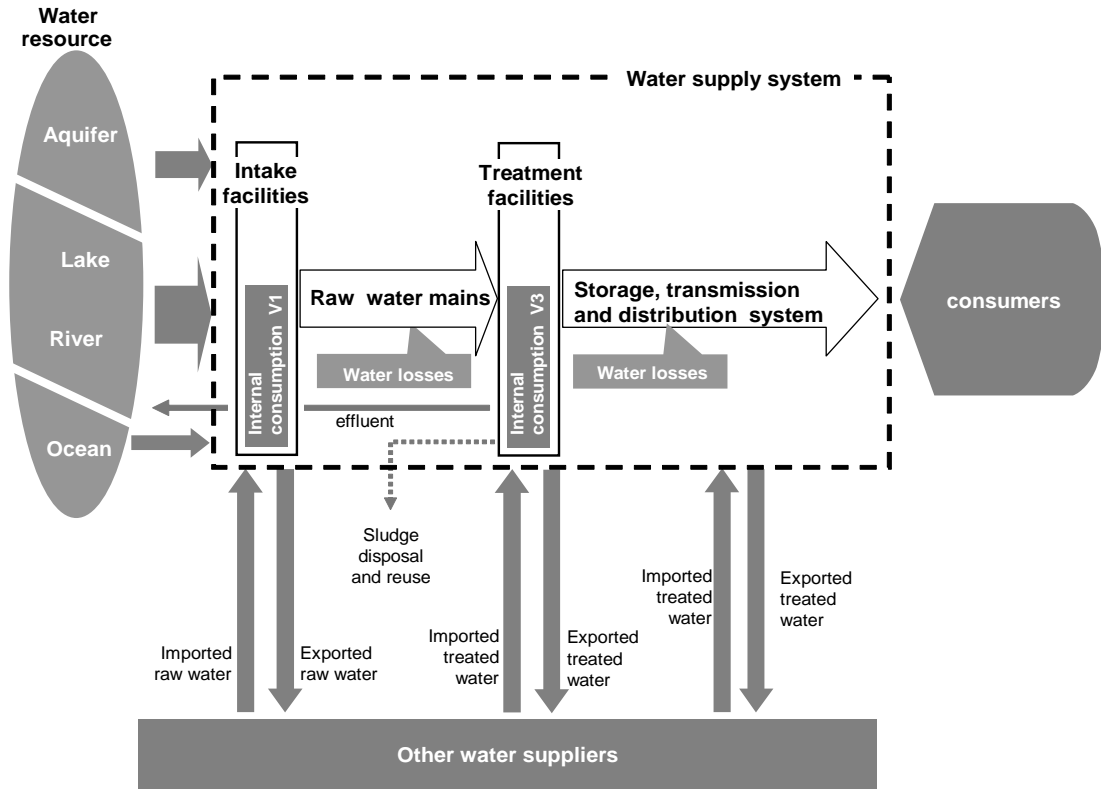 Water
resource
Water supply system
Aquifer
Lake
River
Ocean
Intake
facilities
Internal
consumption V1
Raw water mains
Water losses
Treatment
facilities
Internal
consumption V3
Storage, transmission
and distribution system
Water losses
consumers
effluent
Sludge
disposal
and reuse
Imported
raw water
Exported
raw water
Imported
treated
water
Exported
treated
water
Imported
treated
water
Exported
treated
water
Other water suppliers